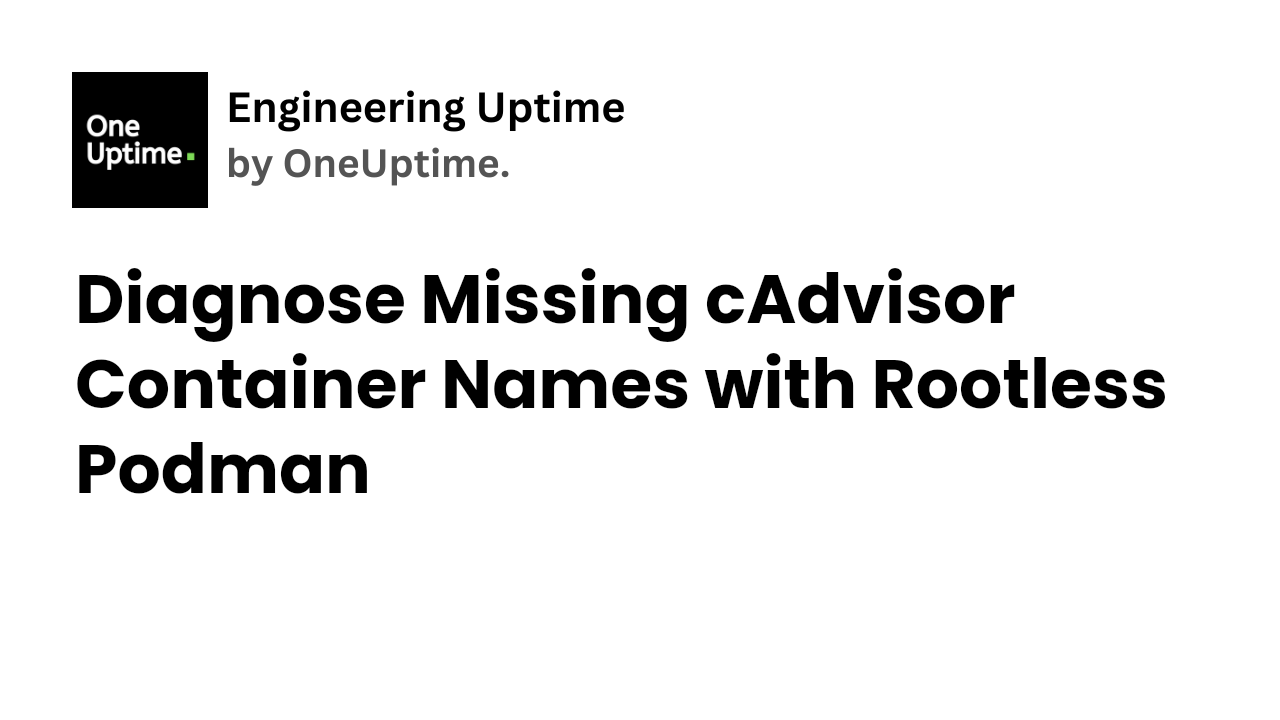 One
Uptime.
Engineering Uptime
by OneUptime.
Diagnose Missing cAdvisor
Container Names with Rootless
Podman